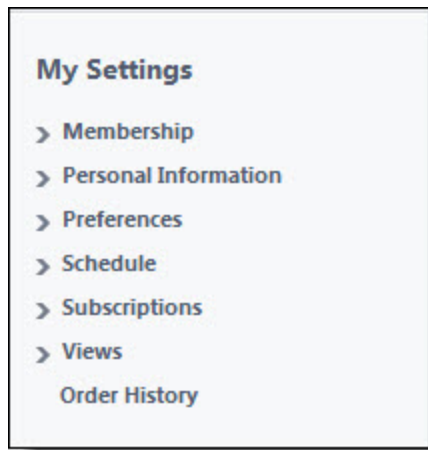 My Settings
Membership
Personal Information
Preferences
Schedule
Subscriptions
Views
Order History